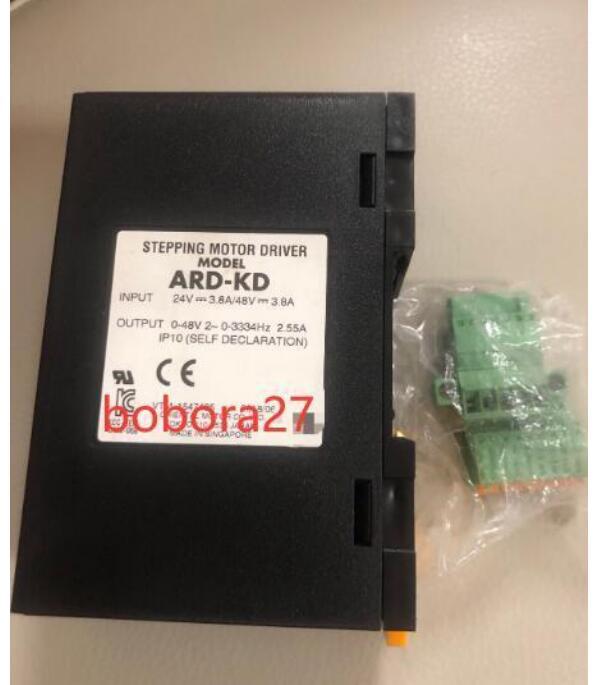 STEPPING MOTOR DRIVER
MODEL
ARD-KD
INPUT 24V⎓3.8A/48V⎓3.8A
OUTPUT 0-48V 2~ 0-3334Hz 2.55A
IP10 (SELF DECLARATION)
CE
bobora27
MADE IN SINGAPORE